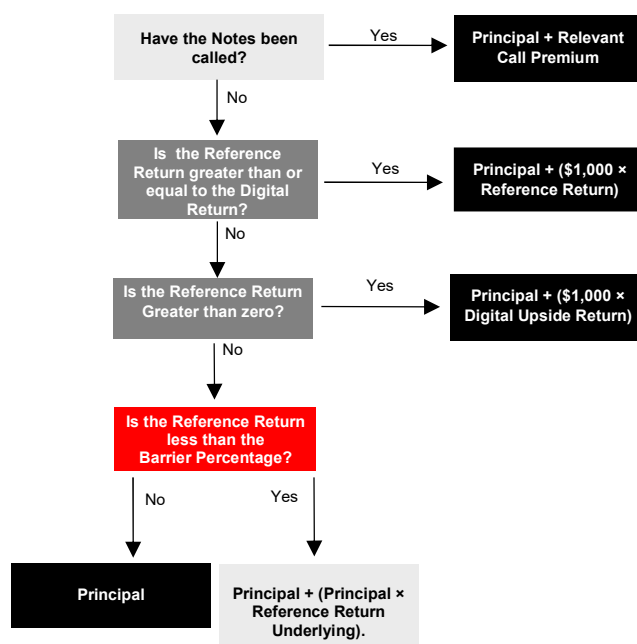 Have the Notes been
called?
Yes
Principal + Relevant
Call Premium
No
Is the Reference
Return greater than or
equal to the Digital
Return?
Yes
Principal + ($1,000 ×
Reference Return)
No
Is the Reference Return
Greater than zero?
Yes
Principal + ($1,000 ×
Digital Upside Return)
No
Is the Reference Return
less than the
Barrier Percentage?
No
Yes
Principal
Principal + (Principal ×
Reference Return
Underlying).